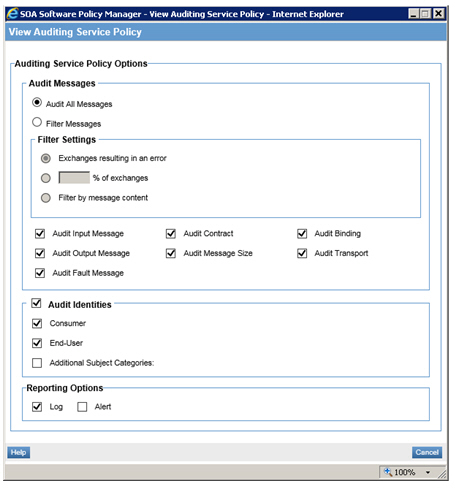 SOA Software Policy Manager - View Auditing Service Policy - Internet Explorer
View Auditing Service Policy
Auditing Service Policy Options
Audit Messages
Audit All Messages
Filter Messages
Filter Settings
Exchanges resulting in an error
% of exchanges
Filter by message content
Audit Input Message Audit Contract Audit Binding
Audit Output Message Audit Message Size Audit Transport
Audit Fault Message
Audit Identities
Consumer
End-User
Additional Subject Categories:
Reporting Options
Log Alert
Help Cancel
100%